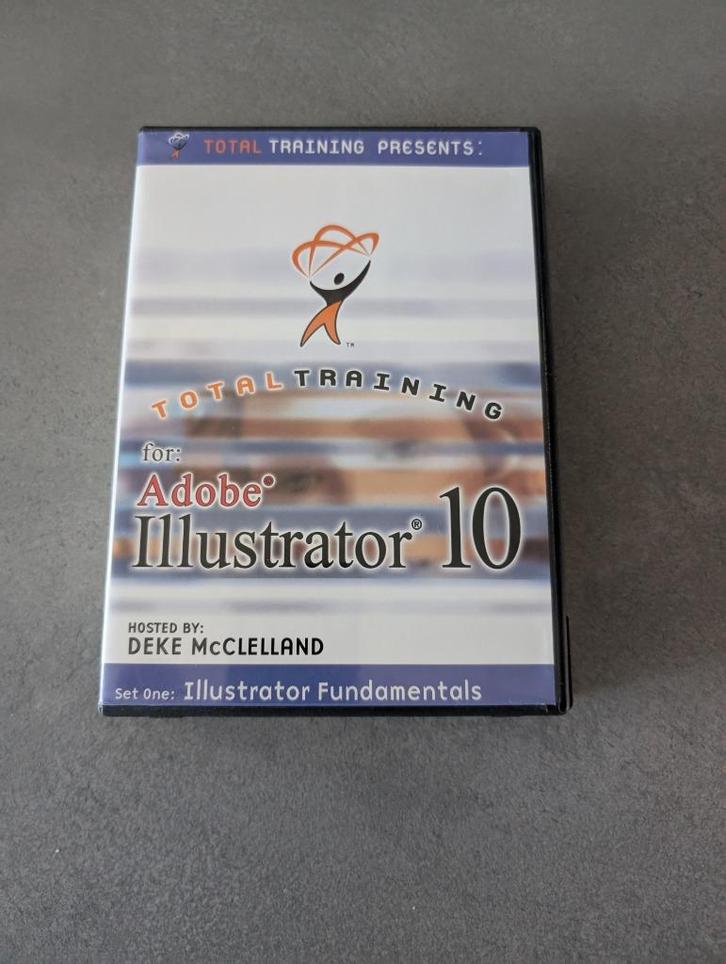 TOTAL TRAINING PRESENTS:
TM
TOTAL TRAINING
for:
Adobe®
Illustrator® 10
HOSTED BY:
DEKE McCLELLAND
Set One: Illustrator Fundamentals